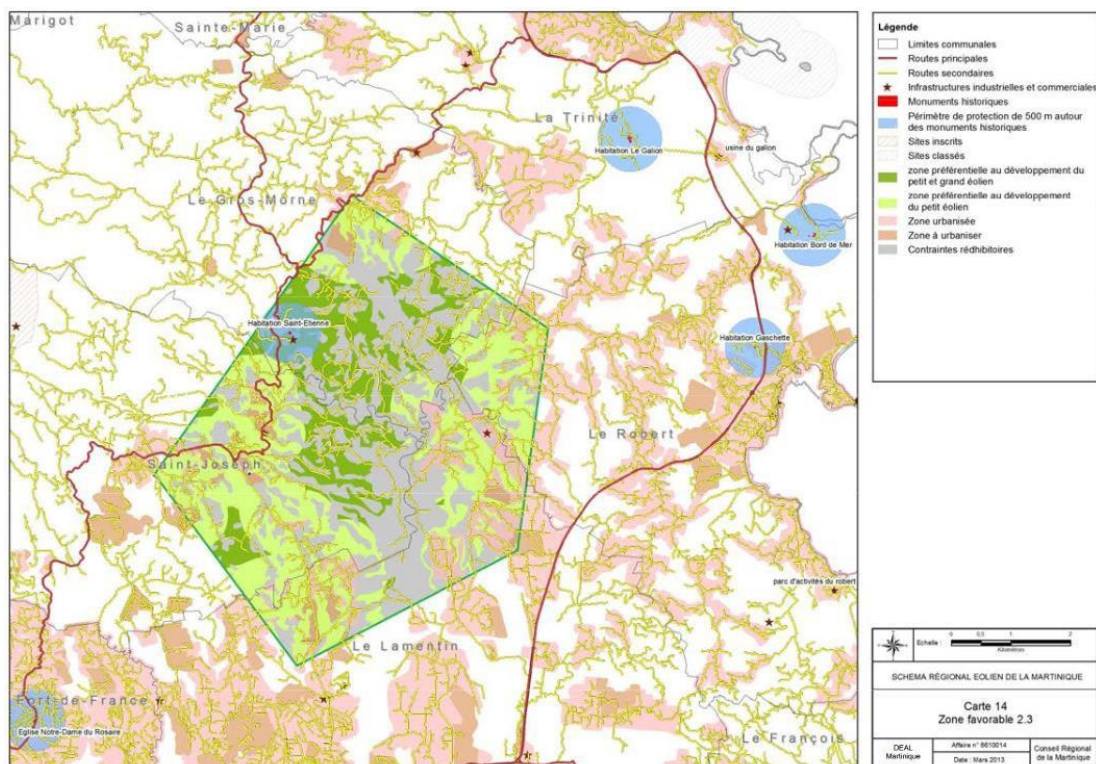 Marigot
Sainte-Marie
La Trinité
Habitation Le Galion
usine du galion
Le Gros-Morne
Habitation Bord de Mer
Habitation Saint-Etienne
Habitation Gaschette
Le Robert
Saint-Joseph
parc d'activités du robert
Le Lamentin
Fort-de-France
Eglise Notre-Dame du Rosaire
Le François
Légende
Limites communales
Routes principales
Routes secondaires
Infrastructures industrielles et commerciales
Monuments historiques
Périmètre de protection de 500 m autour
des monuments historiques
Sites inscrits
Sites classés
zone préférentielle au développement du
petit et grand éolien
zone préférentielle au développement
du petit éolien
Zone urbanisée
Zone à urbaniser
Contraintes rédhibitoires
Echelle :
0 0,5 1 2
Kilomètres
SCHEMA RÉGIONAL EOLIEN DE LA MARTINIQUE
Carte 14
Zone favorable 2.3
DEAL
Martinique
Affaire n° 8610014
Date : Mars 2013
Conseil Régional
de la Martinique